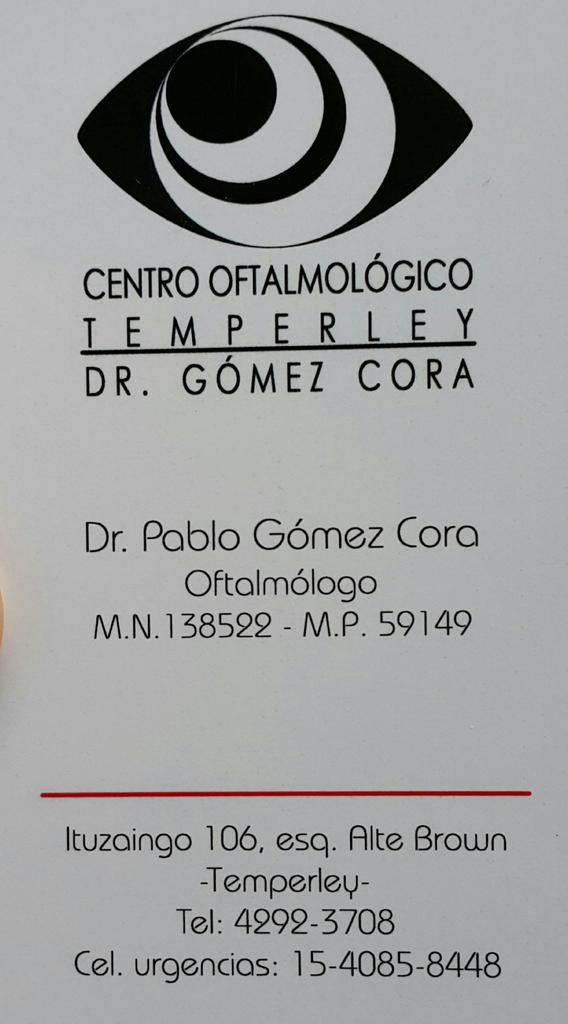 CENTRO OFTALMOLÓGICO
TEMPERLEY
DR. GÓMEZ CORA
Dr. Pablo Gómez Cora
Oftalmólogo
M.N.138522 - M.P. 59149
Ituzaingo 106, esq. Alte Brown
-Temperley-
Tel: 4292-3708
Cel. urgencias: 15-4085-8448